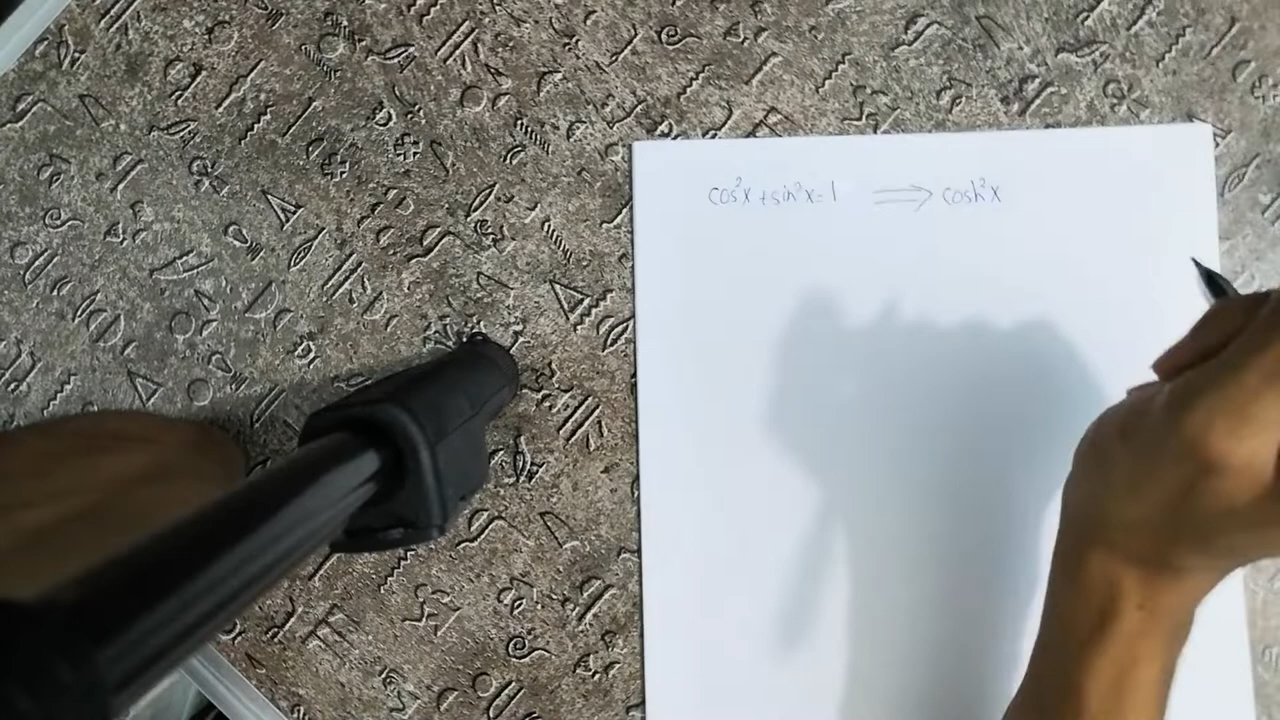 cos²x + sin²x = 1 ⟹ cosh²x